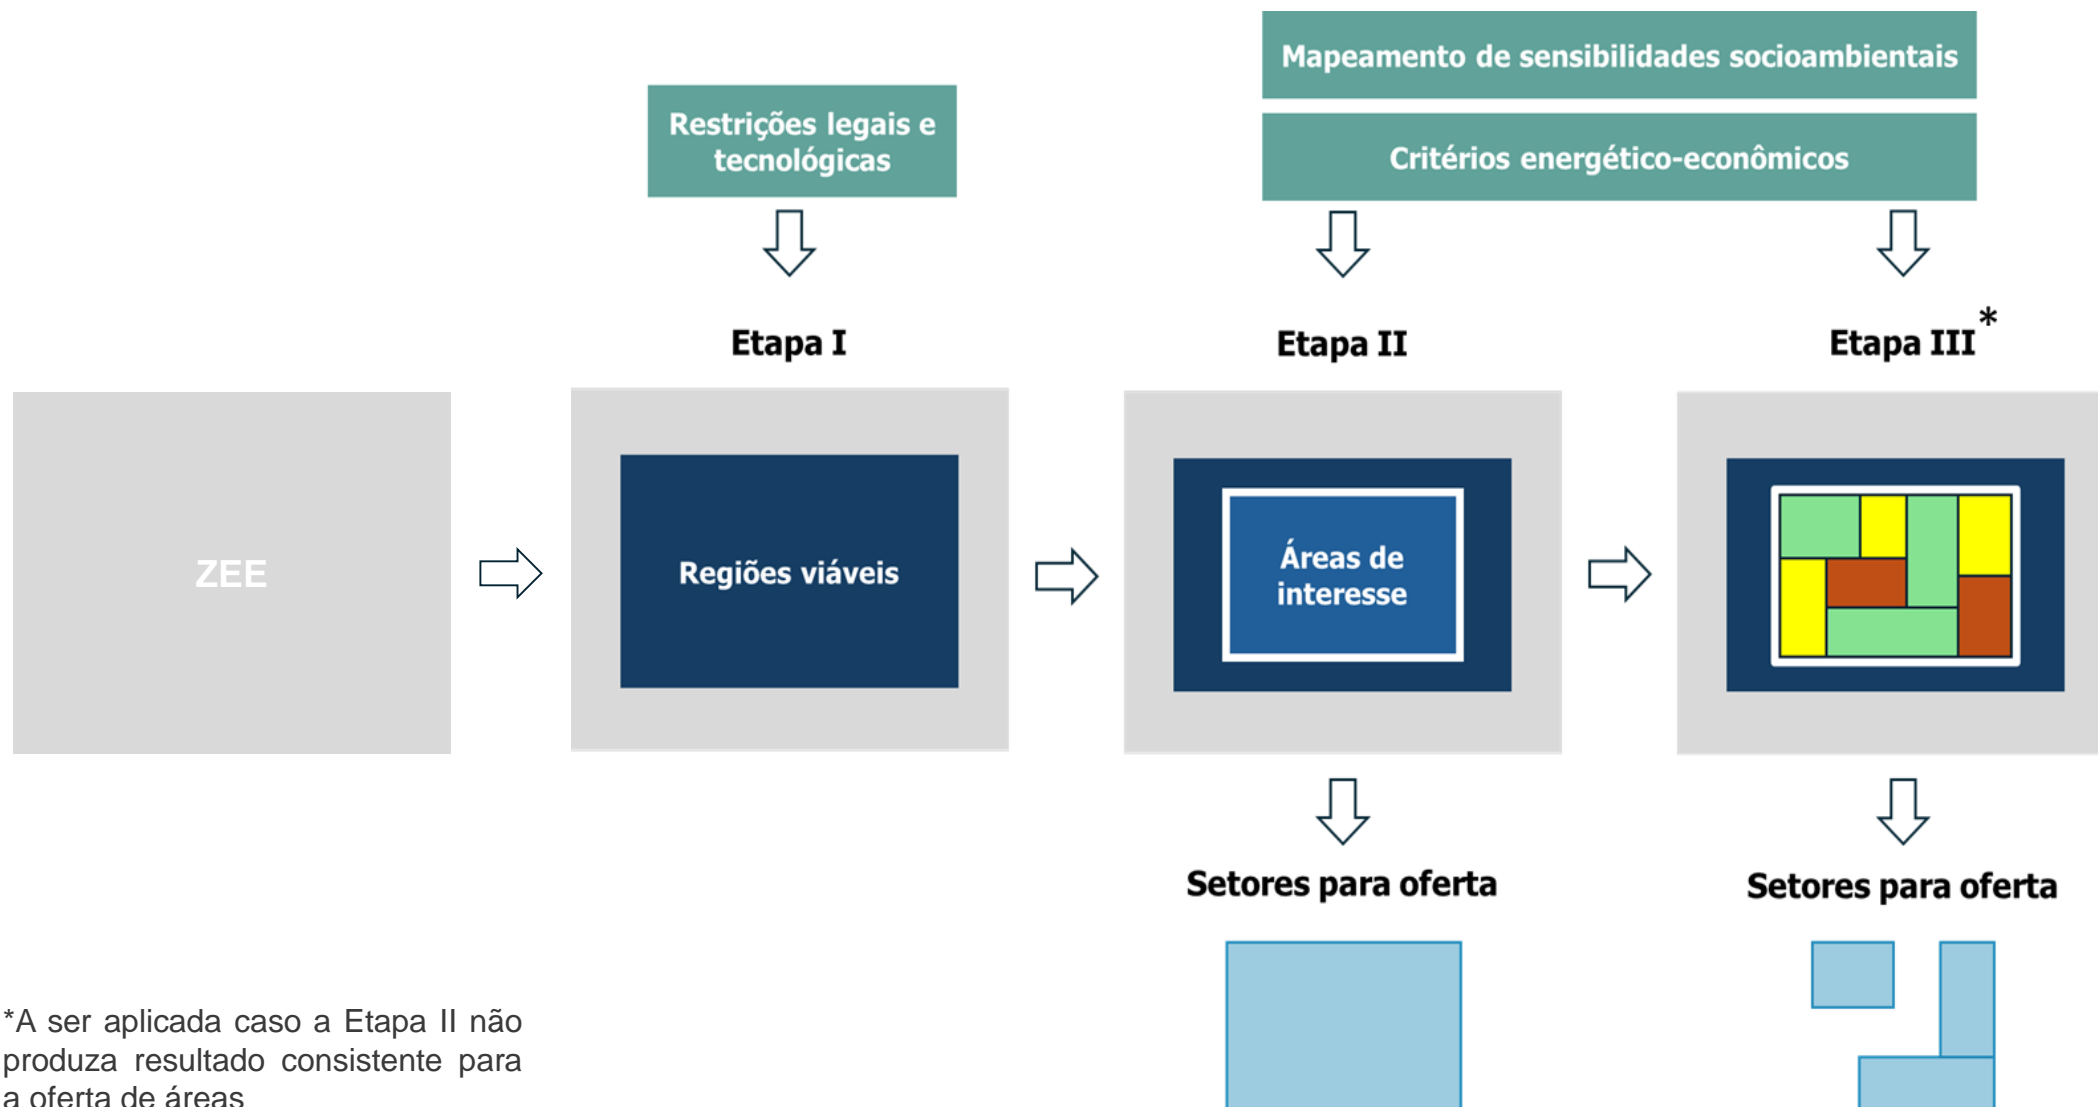 Mapeamento de sensibilidades socioambientais
Restrições legais e
tecnológicas
Critérios energético-econômicos
Etapa I
Etapa II
Etapa III*
ZEE
Regiões viáveis
Áreas de
interesse
Setores para oferta
Setores para oferta
*A ser aplicada caso a Etapa II não
produza resultado consistente para
a oferta de áreas